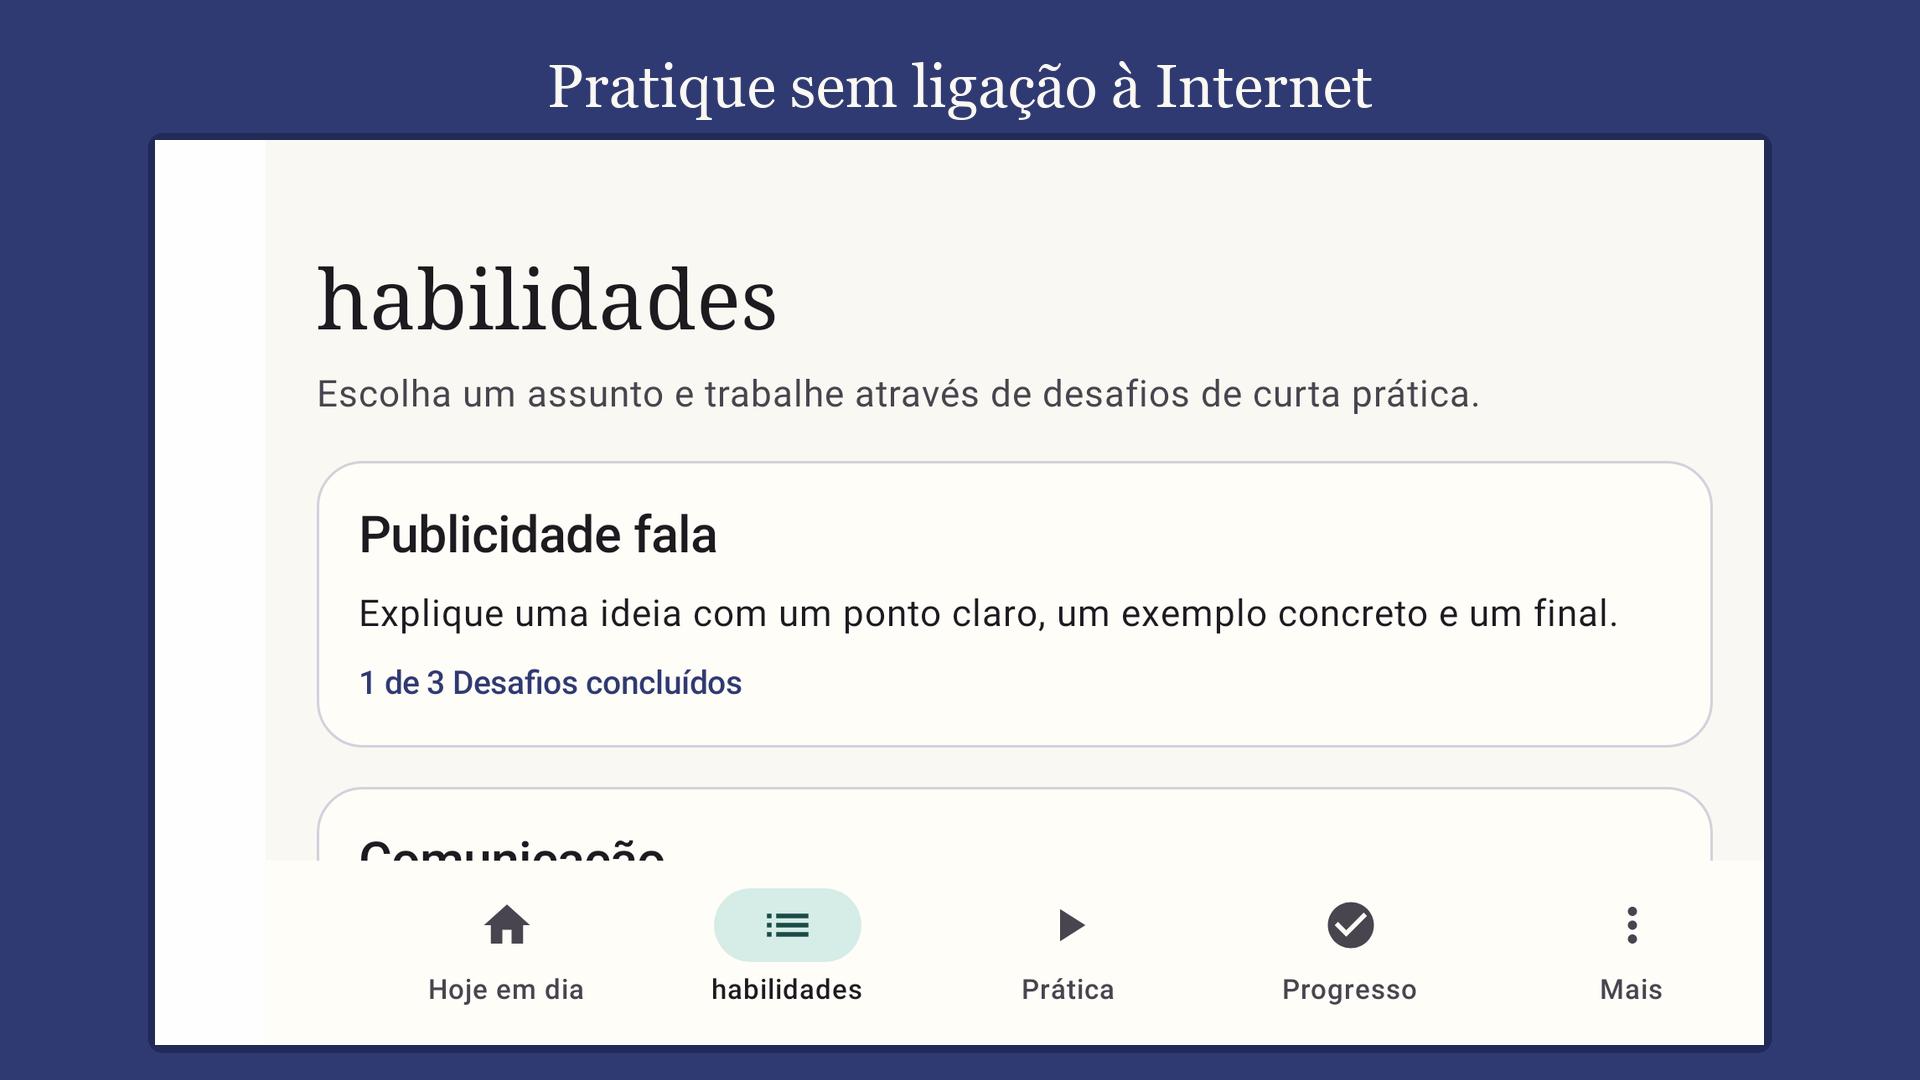 Pratique sem ligação à Internet
habilidades
Escolha um assunto e trabalhe através de desafios de curta prática.
Publicidade fala
Explique uma ideia com um ponto claro, um exemplo concreto e um final.
1 de 3 Desafios concluídos
Comunicação
Hoje em dia
habilidades
Prática
Progresso
Mais